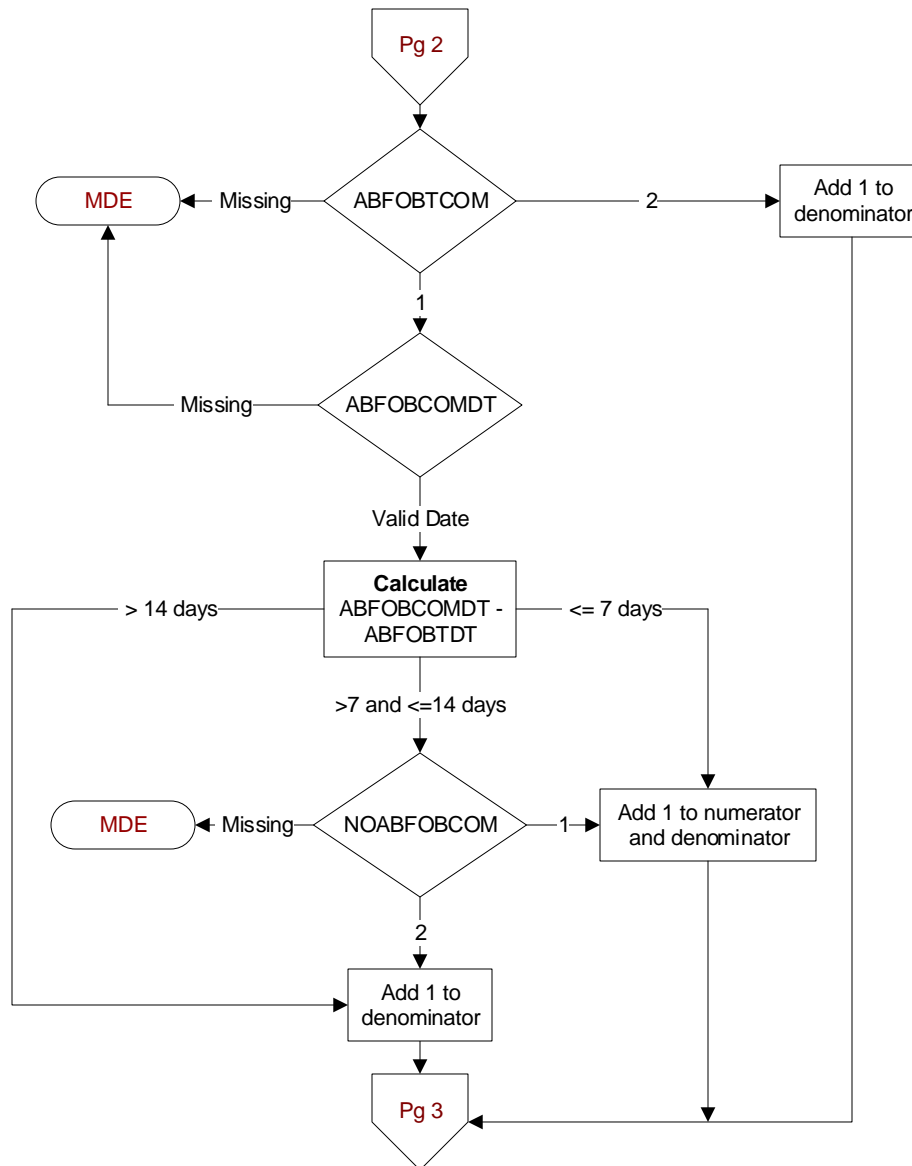 Pg 2
MDE
Missing
ABFOBTCOM
2
Add 1 to
denominator
1
Missing
ABFOBCOMDT
Valid Date
> 14 days
Calculate
ABFOBCOMDT -
ABFOBTDT
<= 7 days
>7 and <=14 days
MDE
Missing
NOABFOBCOM
1
Add 1 to numerator
and denominator
2
Add 1 to
denominator
Pg 3